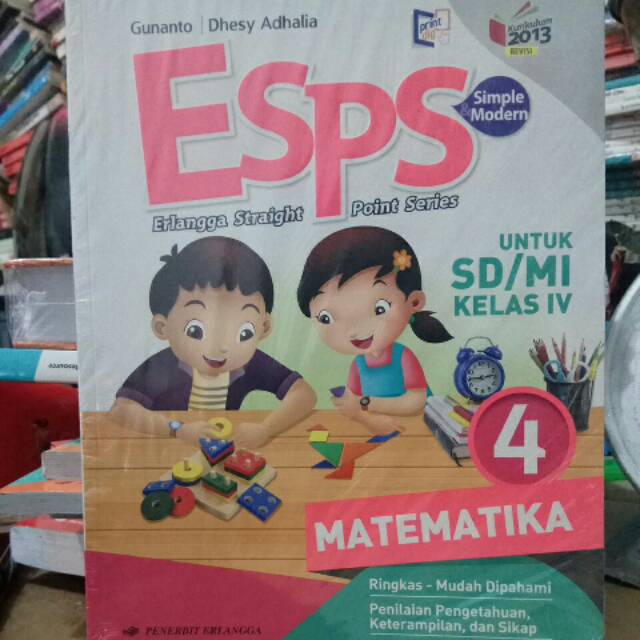 Gunanto | Dhesy Adhalia
print
Kurikulum
2013
REVISI
ESPS
Simple
& Modern
Erlangga Straight Point Series
UNTUK
SD/MI
KELAS IV
4
MATEMATIKA
Ringkas - Mudah Dipahami
Penilaian Pengetahuan,
Keterampilan, dan Sikap
PENERBIT ERLANGGA